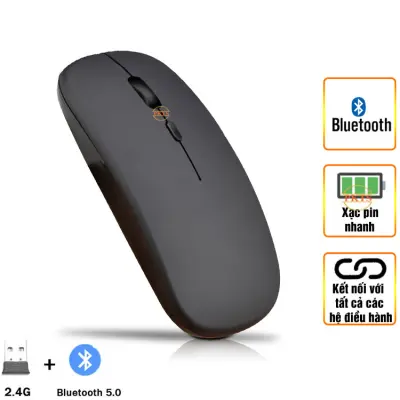 Bluetooth
Xạc pin
nhanh
Kết nối với
tất cả các
hệ điều hành
+
2.4G
Bluetooth 5.0